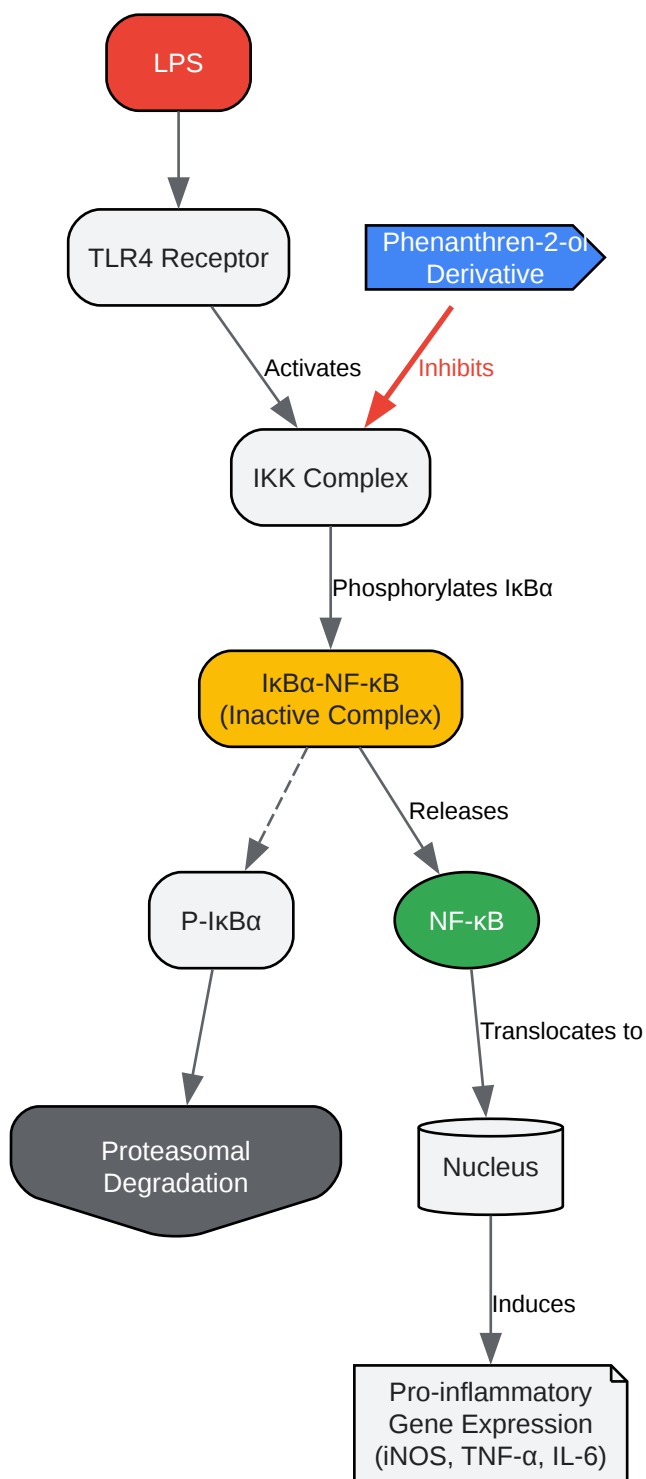 LPS
TLR4 Receptor
Phenanthren-2-ol
Derivative
Activates
Inhibits
IKK Complex
Phosphorylates IκBα
IκBα-NF-κB
(Inactive Complex)
Releases
P-IκBα
NF-κB
Translocates to
Proteasomal
Degradation
Nucleus
Induces
Pro-inflammatory
Gene Expression
(iNOS, TNF-α, IL-6)